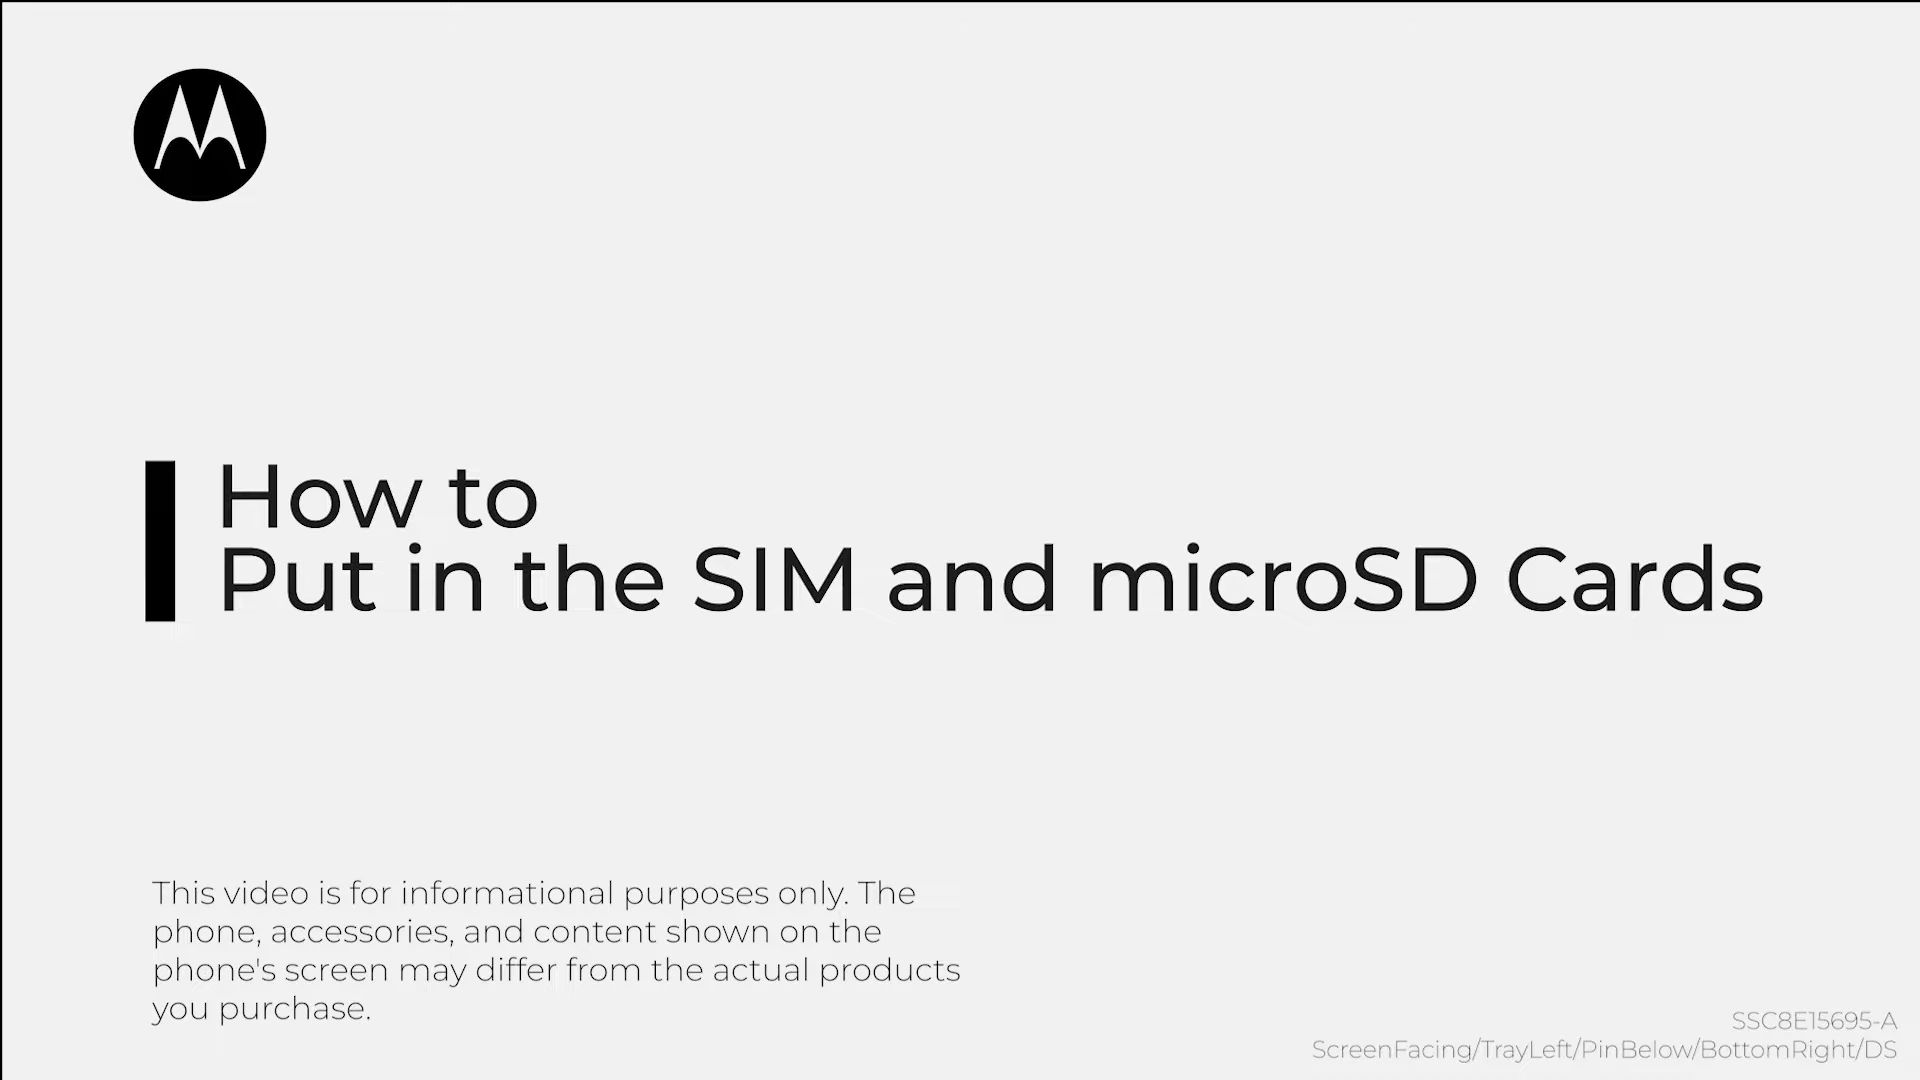 How to
Put in the SIM and microSD Cards
This video is for informational purposes only. The
phone, accessories, and content shown on the
phone's screen may differ from the actual products
you purchase.
SSC8E15695-A
ScreenFacing/TrayLeft/PinBelow/BottomRight/DS